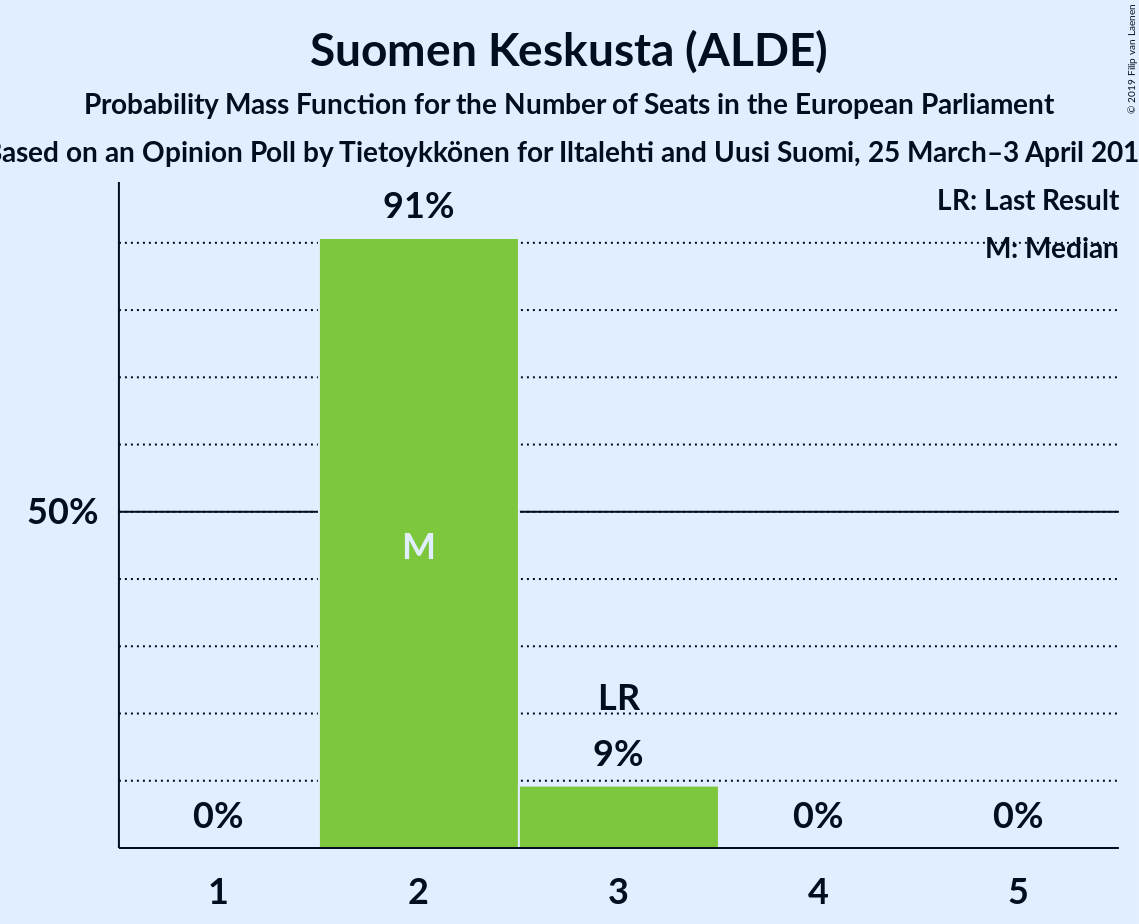 Suomen Keskusta (ALDE)
Probability Mass Function for the Number of Seats in the European Parliament
ased on an Opinion Poll by Tietoykkönen for Iltalehti and Uusi Suomi, 25 March–3 April 201
© 2019 Filip van Laenen
LR: Last Result
M: Median
91%
50%
M
LR
9%
0%
0%
0%
1
2
3
4
5